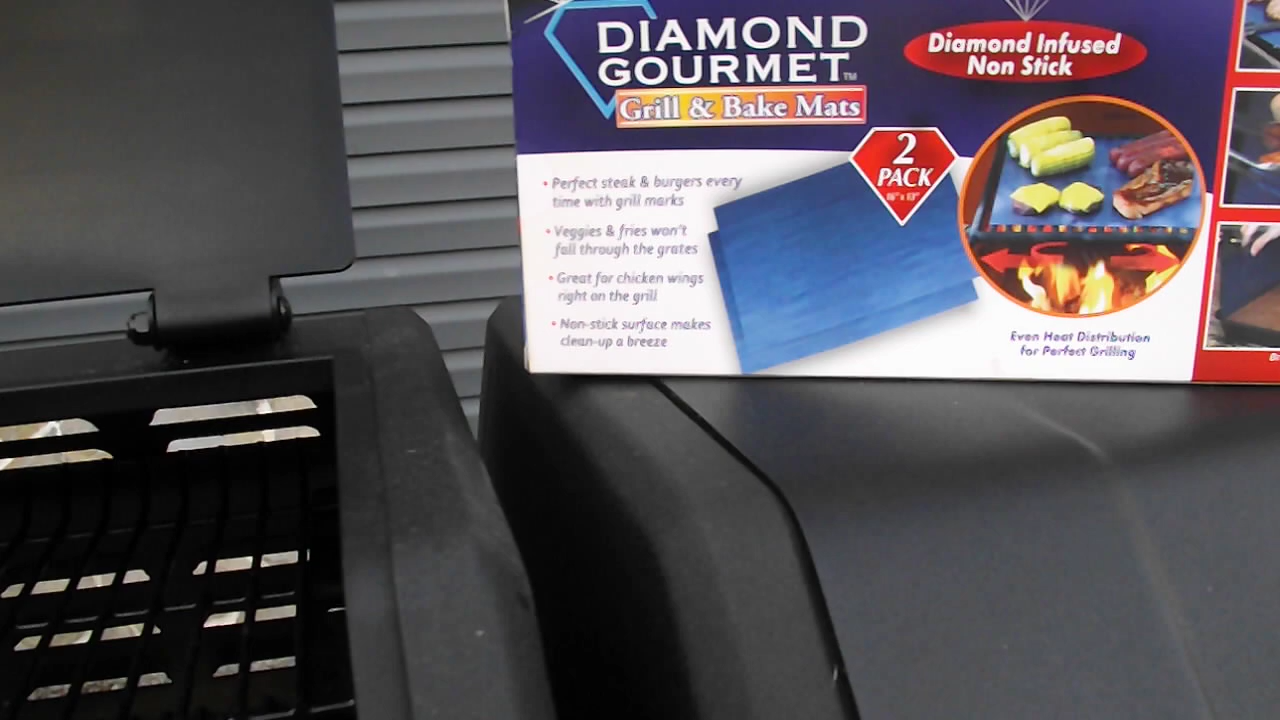 DIAMOND
GOURMET™
Grill & Bake Mats
Diamond Infused
Non Stick
2
PACK
• Perfect steak & burgers every
time with grill marks
• Veggies & fries won't
fall through the grates
• Great for chicken wings
right on the grill
• Non-stick surface makes
clean-up a breeze
Even Heat Distribution
for Perfect Grilling